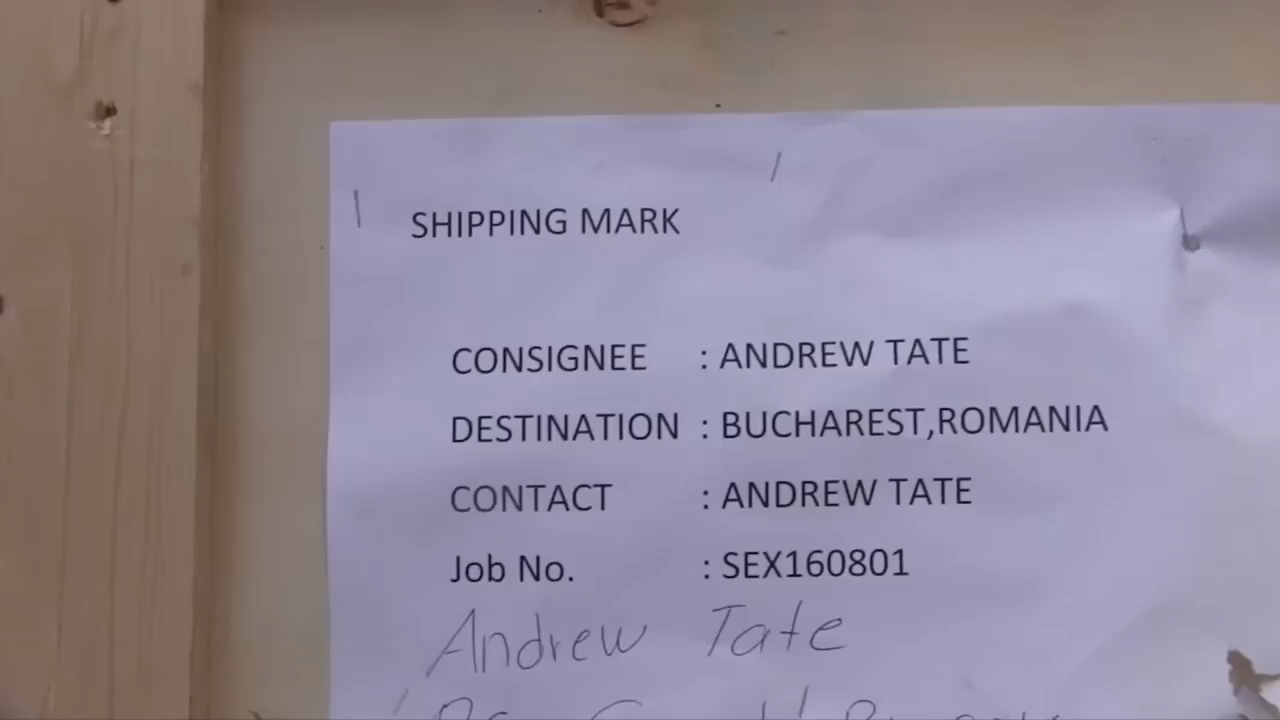 SHIPPING MARK
CONSIGNEE : ANDREW TATE
DESTINATION : BUCHAREST,ROMANIA
CONTACT : ANDREW TATE
Job No. : SEX160801
Andrew Tate